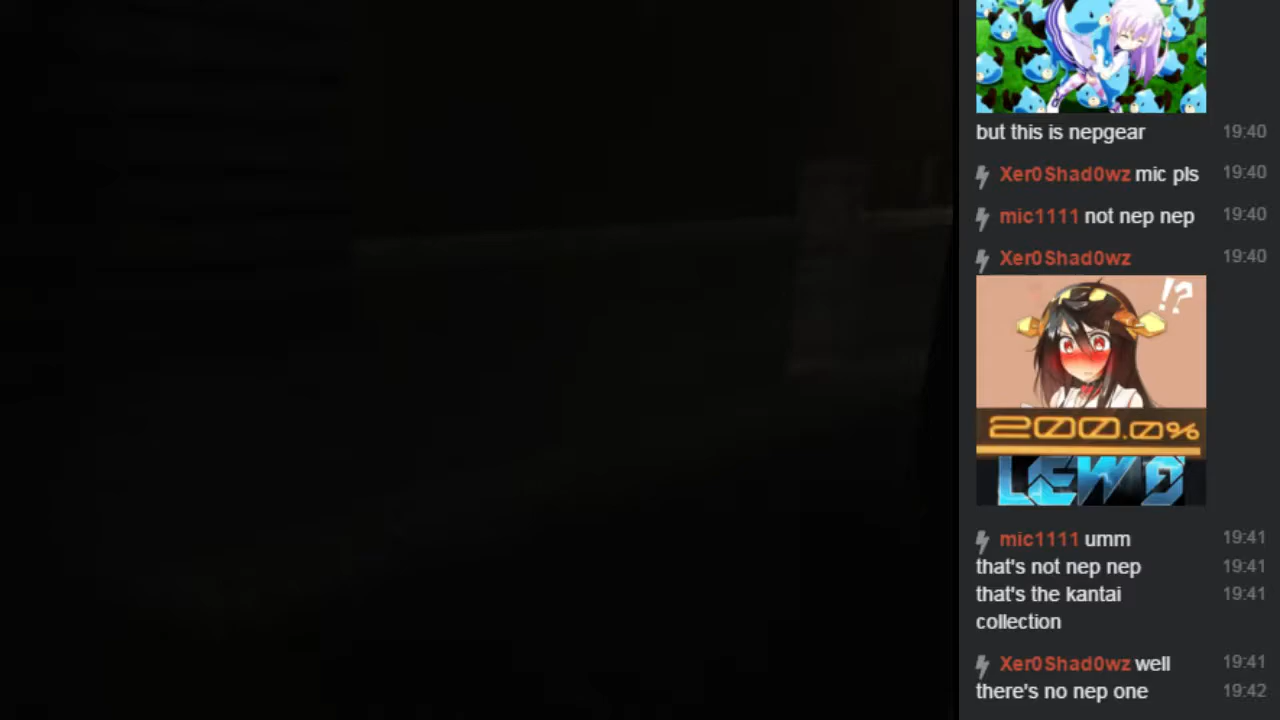 but this is nepgear 19:40
Xer0Shad0wz mic pls 19:40
mic1111 not nep nep 19:40
Xer0Shad0wz 19:40
!?
200.0%
LEWD
mic1111 umm 19:41
that's not nep nep 19:41
that's the kantai 19:41
collection
Xer0Shad0wz well 19:41
there's no nep one 19:42